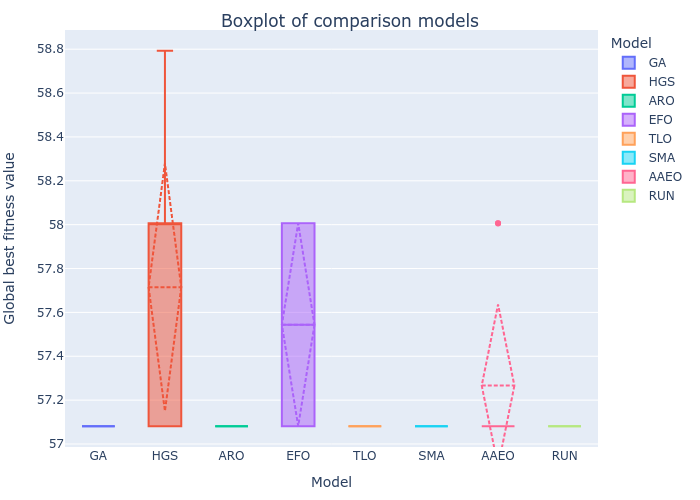 Boxplot of comparison models
Global best fitness value
58.8
58.6
58.4
58.2
58
57.8
57.6
57.4
57.2
57
GA HGS ARO EFO TLO SMA AAEO RUN
Model
Model
GA
HGS
ARO
EFO
TLO
SMA
AAEO
RUN